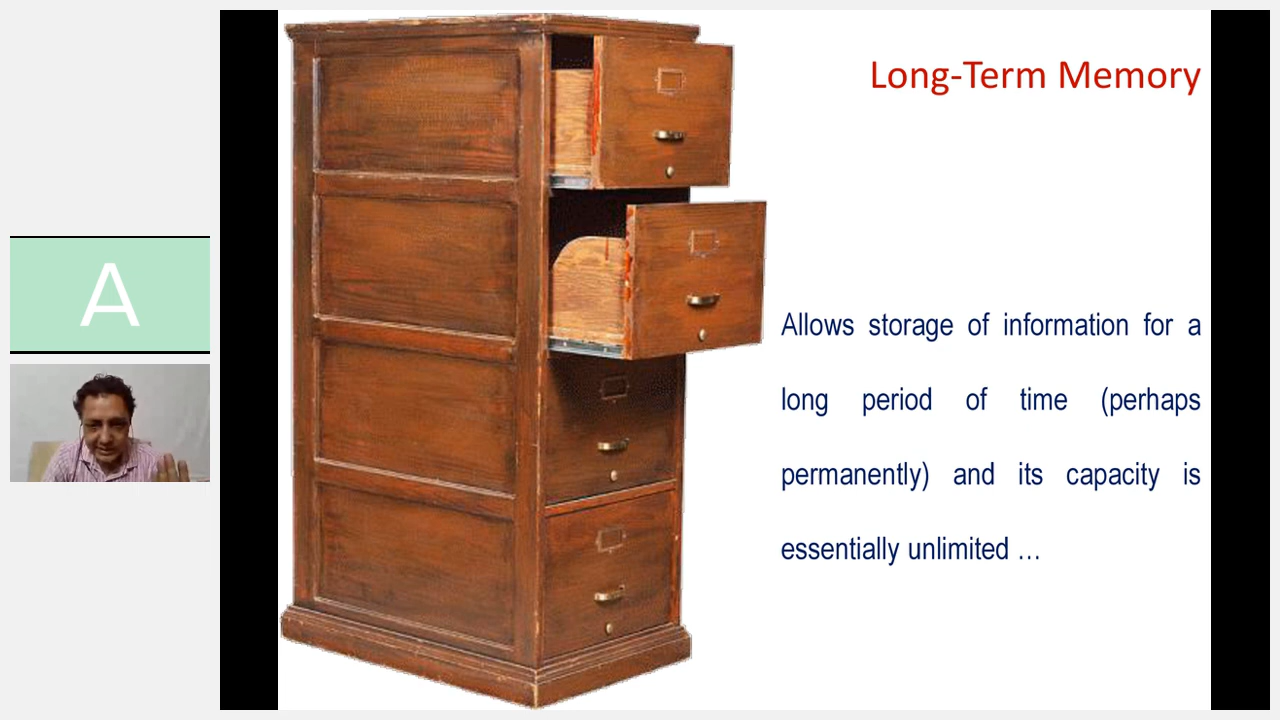 Long-Term Memory
A
Allows storage of information for a
long period of time (perhaps
permanently) and its capacity is
essentially unlimited ...